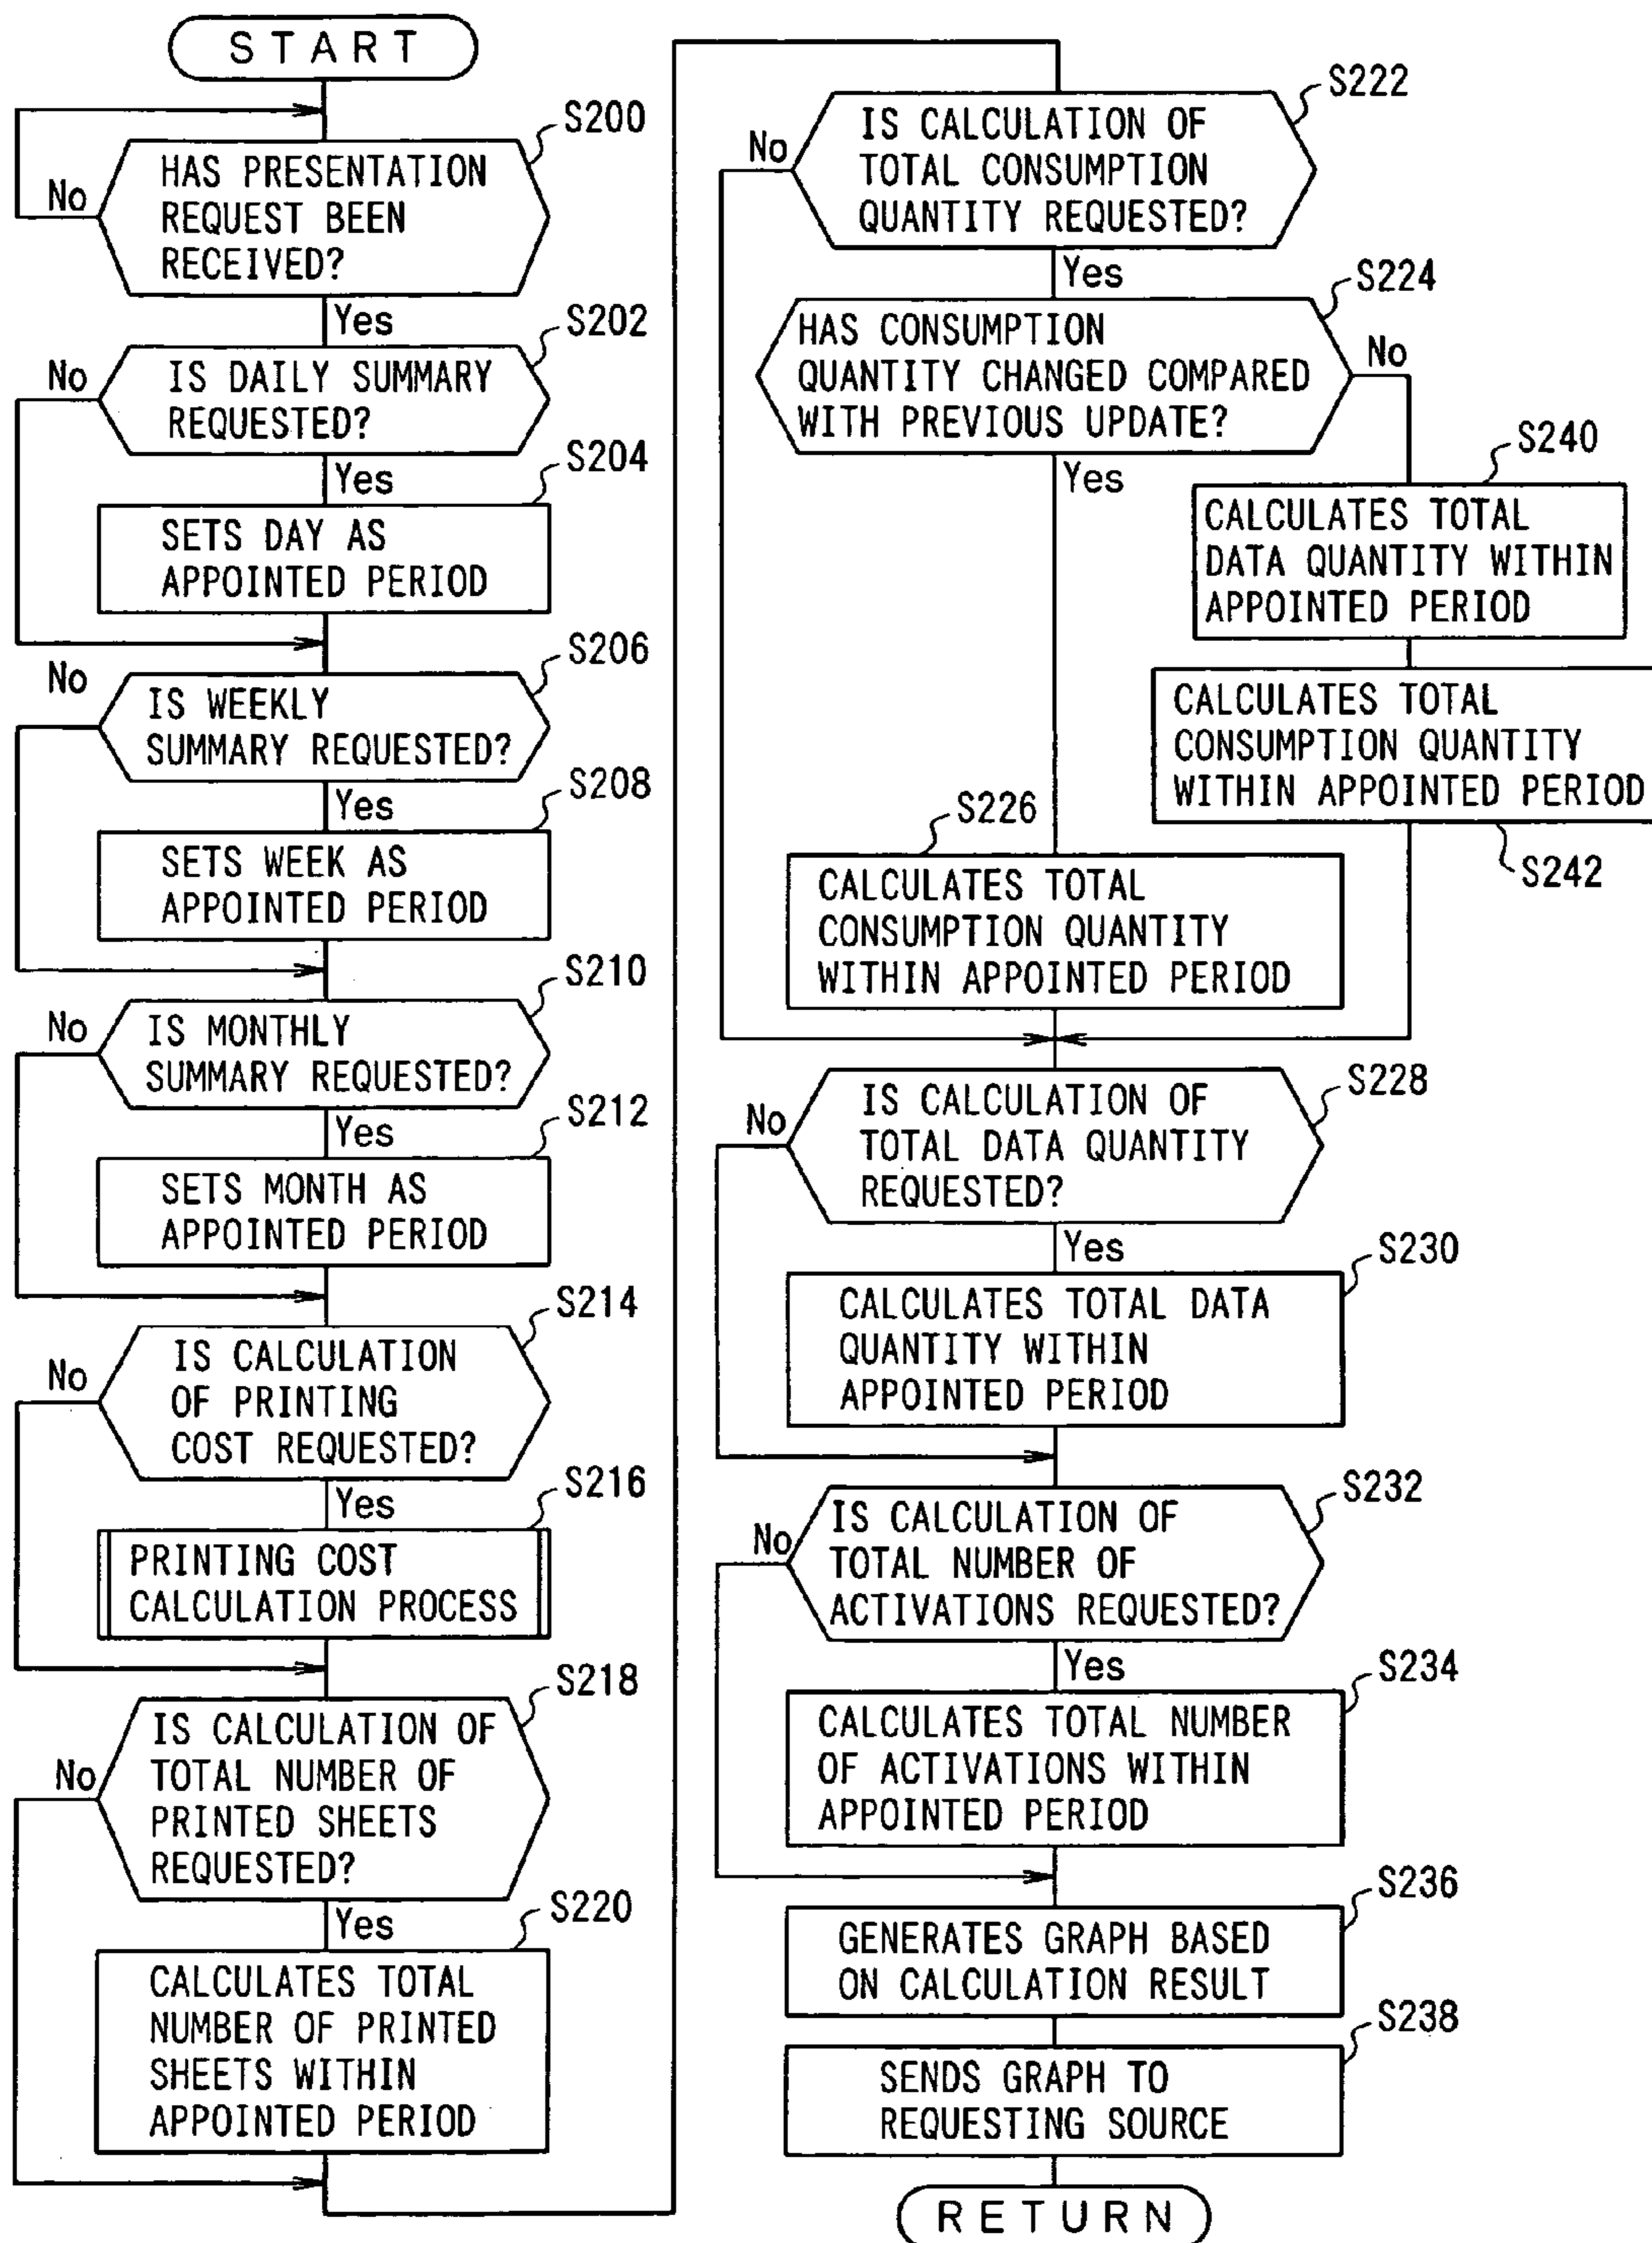 START
S200
No
HAS PRESENTATION
REQUEST BEEN
RECEIVED?
Yes
S202
No
IS DAILY SUMMARY
REQUESTED?
Yes
S204
SETS DAY AS
APPOINTED PERIOD
S206
No
IS WEEKLY
SUMMARY REQUESTED?
Yes
S208
SETS WEEK AS
APPOINTED PERIOD
S210
No
IS MONTHLY
SUMMARY REQUESTED?
Yes
S212
SETS MONTH AS
APPOINTED PERIOD
S214
No
IS CALCULATION
OF PRINTING
COST REQUESTED?
Yes
S216
PRINTING COST
CALCULATION PROCESS
S218
No
IS CALCULATION OF
TOTAL NUMBER OF
PRINTED SHEETS
REQUESTED?
Yes
S220
CALCULATES TOTAL
NUMBER OF PRINTED
SHEETS WITHIN
APPOINTED PERIOD
S222
No
IS CALCULATION OF
TOTAL CONSUMPTION
QUANTITY REQUESTED?
Yes
S224
HAS CONSUMPTION
QUANTITY CHANGED COMPARED
WITH PREVIOUS UPDATE?
No
Yes
S240
CALCULATES TOTAL
DATA QUANTITY WITHIN
APPOINTED PERIOD
CALCULATES TOTAL
CONSUMPTION QUANTITY
WITHIN APPOINTED PERIOD
S242
S226
CALCULATES TOTAL
CONSUMPTION QUANTITY
WITHIN APPOINTED PERIOD
S228
No
IS CALCULATION OF
TOTAL DATA QUANTITY
REQUESTED?
Yes
S230
CALCULATES TOTAL DATA
QUANTITY WITHIN
APPOINTED PERIOD
S232
No
IS CALCULATION OF
TOTAL NUMBER OF
ACTIVATIONS REQUESTED?
Yes
S234
CALCULATES TOTAL NUMBER
OF ACTIVATIONS WITHIN
APPOINTED PERIOD
S236
GENERATES GRAPH BASED
ON CALCULATION RESULT
S238
SENDS GRAPH TO
REQUESTING SOURCE
RETURN